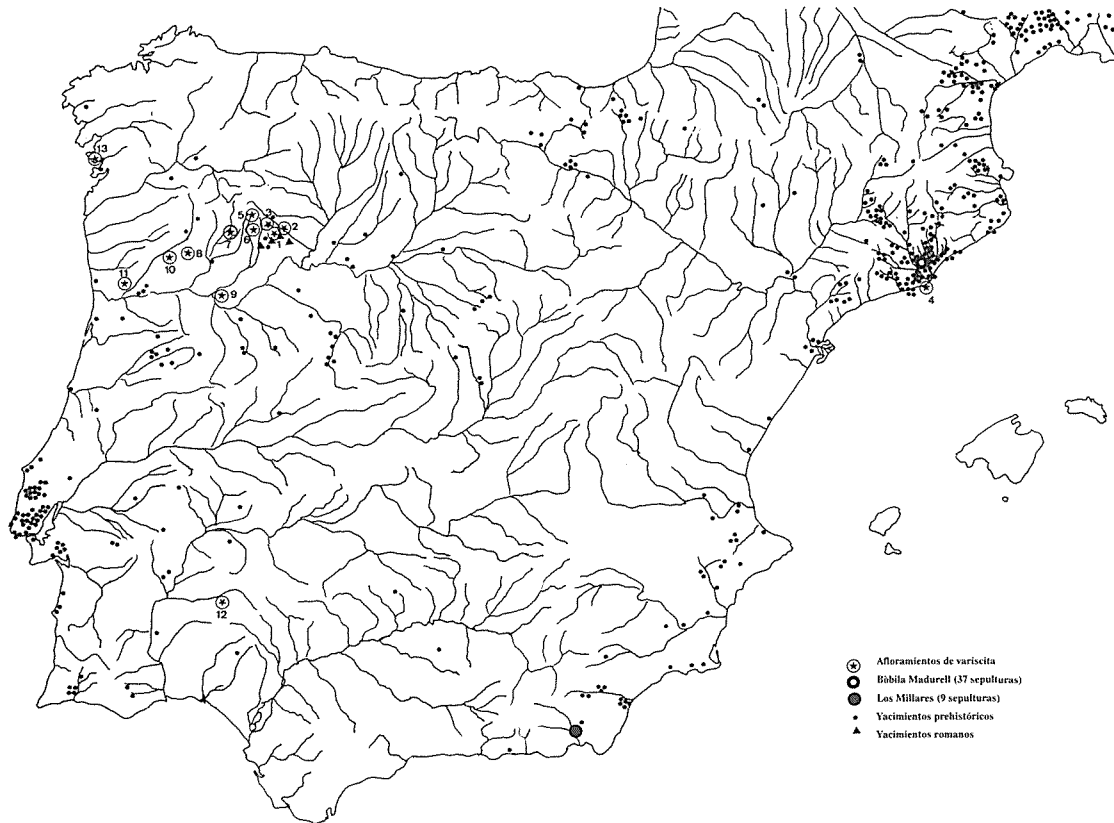 13
5
3
2
7
6
1
8
10
11
9
4
12
Afloramientos de variscita
Bòbila Madurell (37 sepulturas)
Los Millares (9 sepulturas)
Yacimientos prehistóricos
Yacimientos romanos